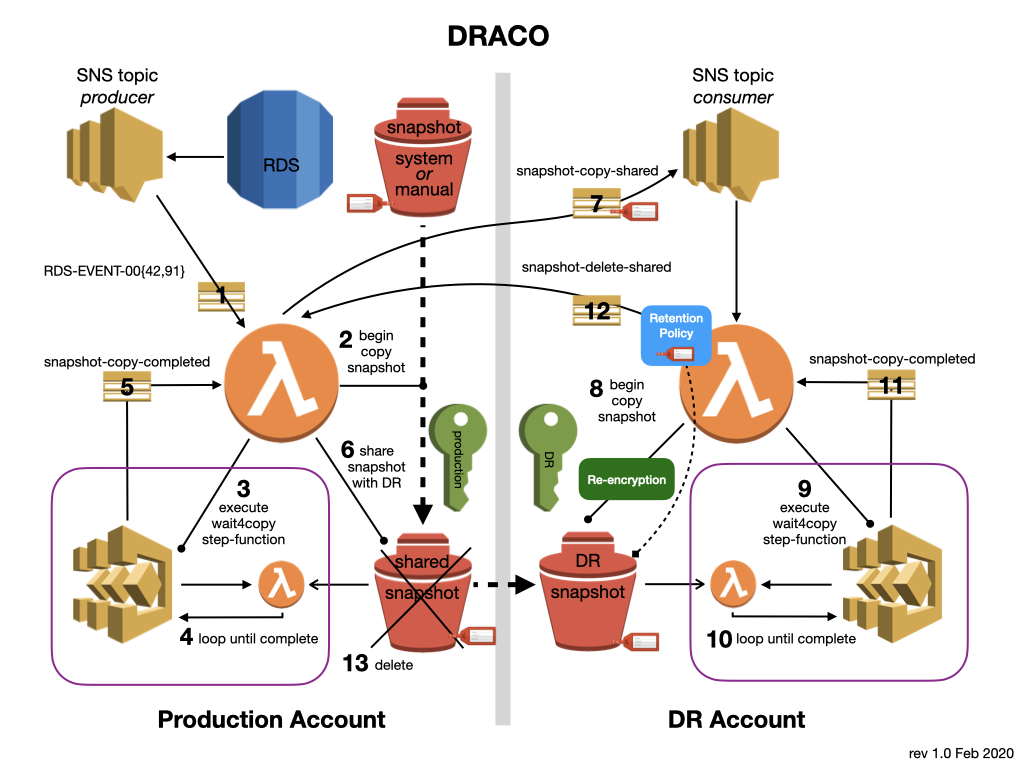 DRACO
SNS topic
producer
RDS
snapshot
system
or
manual
SNS topic
consumer
snapshot-copy-shared
7
RDS-EVENT-00{42,91}
1
snapshot-delete-shared
12
Retention
Policy
2 begin
copy
snapshot
snapshot-copy-completed
5
snapshot-copy-completed
11
8 begin
copy
snapshot
production
DR
6 share
snapshot
with DR
Re-encryption
3
execute
wait4copy
step-function
9
execute
wait4copy
step-function
shared
snapshot
DR
snapshot
4 loop until complete
10 loop until complete
13 delete
Production Account
DR Account
rev 1.0 Feb 2020